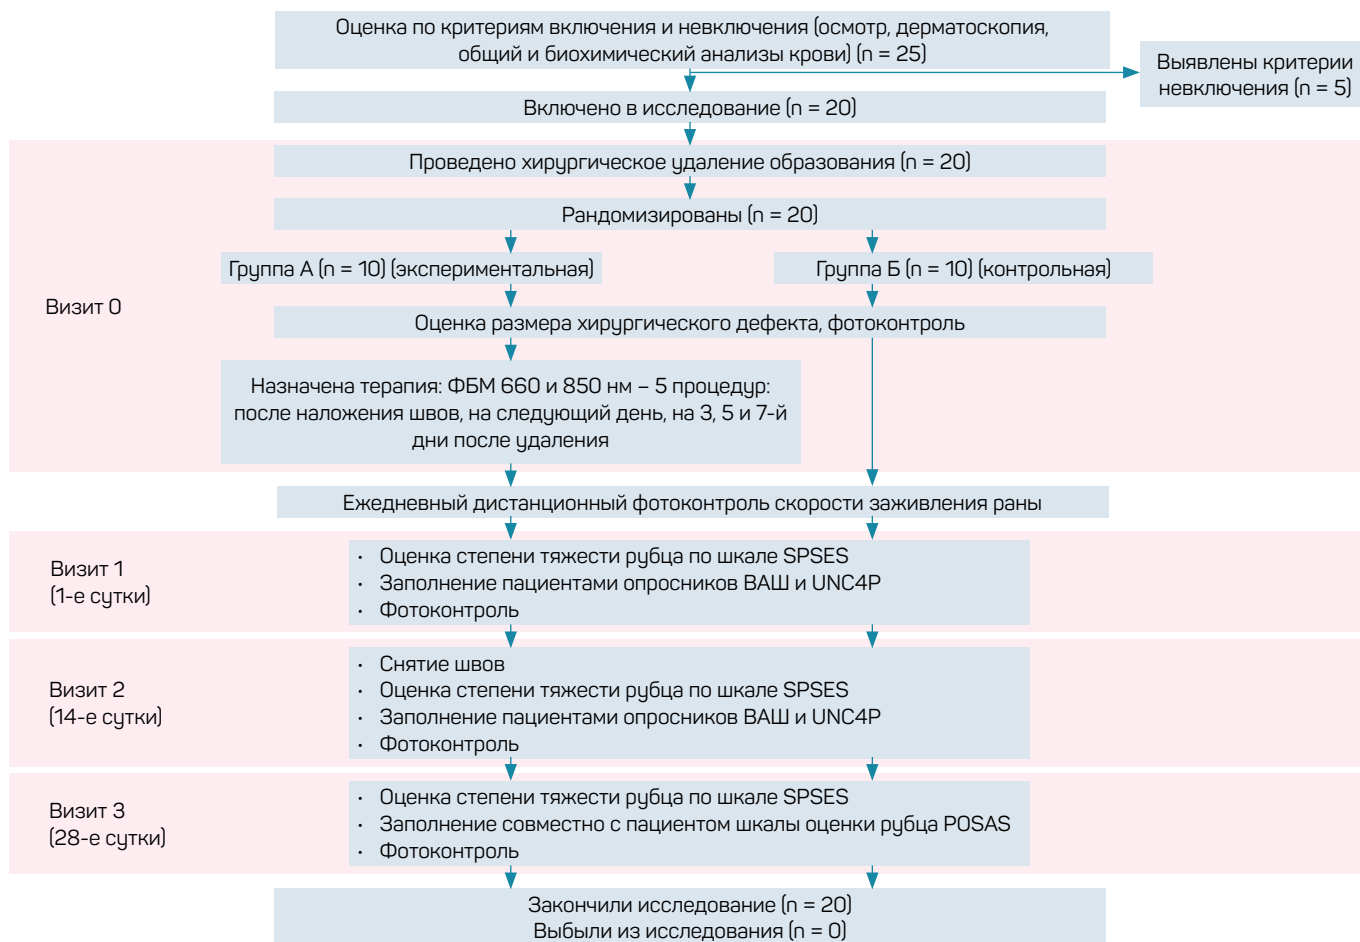 Оценка по критериям включения и невключения (осмотр, дерматоскопия,
общий и биохимический анализы крови) (n = 25)
Выявлены критерии
невключения (n = 5)
Включено в исследование (n = 20)
Проведено хирургическое удаление образования (n = 20)
Рандомизированы (n = 20)
Группа А (n = 10) (экспериментальная)
Группа Б (n = 10) (контрольная)
Визит 0
Оценка размера хирургического дефекта, фотоконтроль
Назначена терапия: ФБМ 660 и 850 нм – 5 процедур:
после наложения швов, на следующий день, на 3, 5 и 7-й
дни после удаления
Ежедневный дистанционный фотоконтроль скорости заживления раны
Визит 1
(1-е сутки)
· Оценка степени тяжести рубца по шкале SPSES
· Заполнение пациентами опросников ВАШ и UNC4P
· Фотоконтроль
Визит 2
(14-е сутки)
· Снятие швов
· Оценка степени тяжести рубца по шкале SPSES
· Заполнение пациентами опросников ВАШ и UNC4P
· Фотоконтроль
Визит 3
(28-е сутки)
· Оценка степени тяжести рубца по шкале SPSES
· Заполнение совместно с пациентом шкалы оценки рубца POSAS
· Фотоконтроль
Закончили исследование (n = 20)
Выбыли из исследования (n = 0)